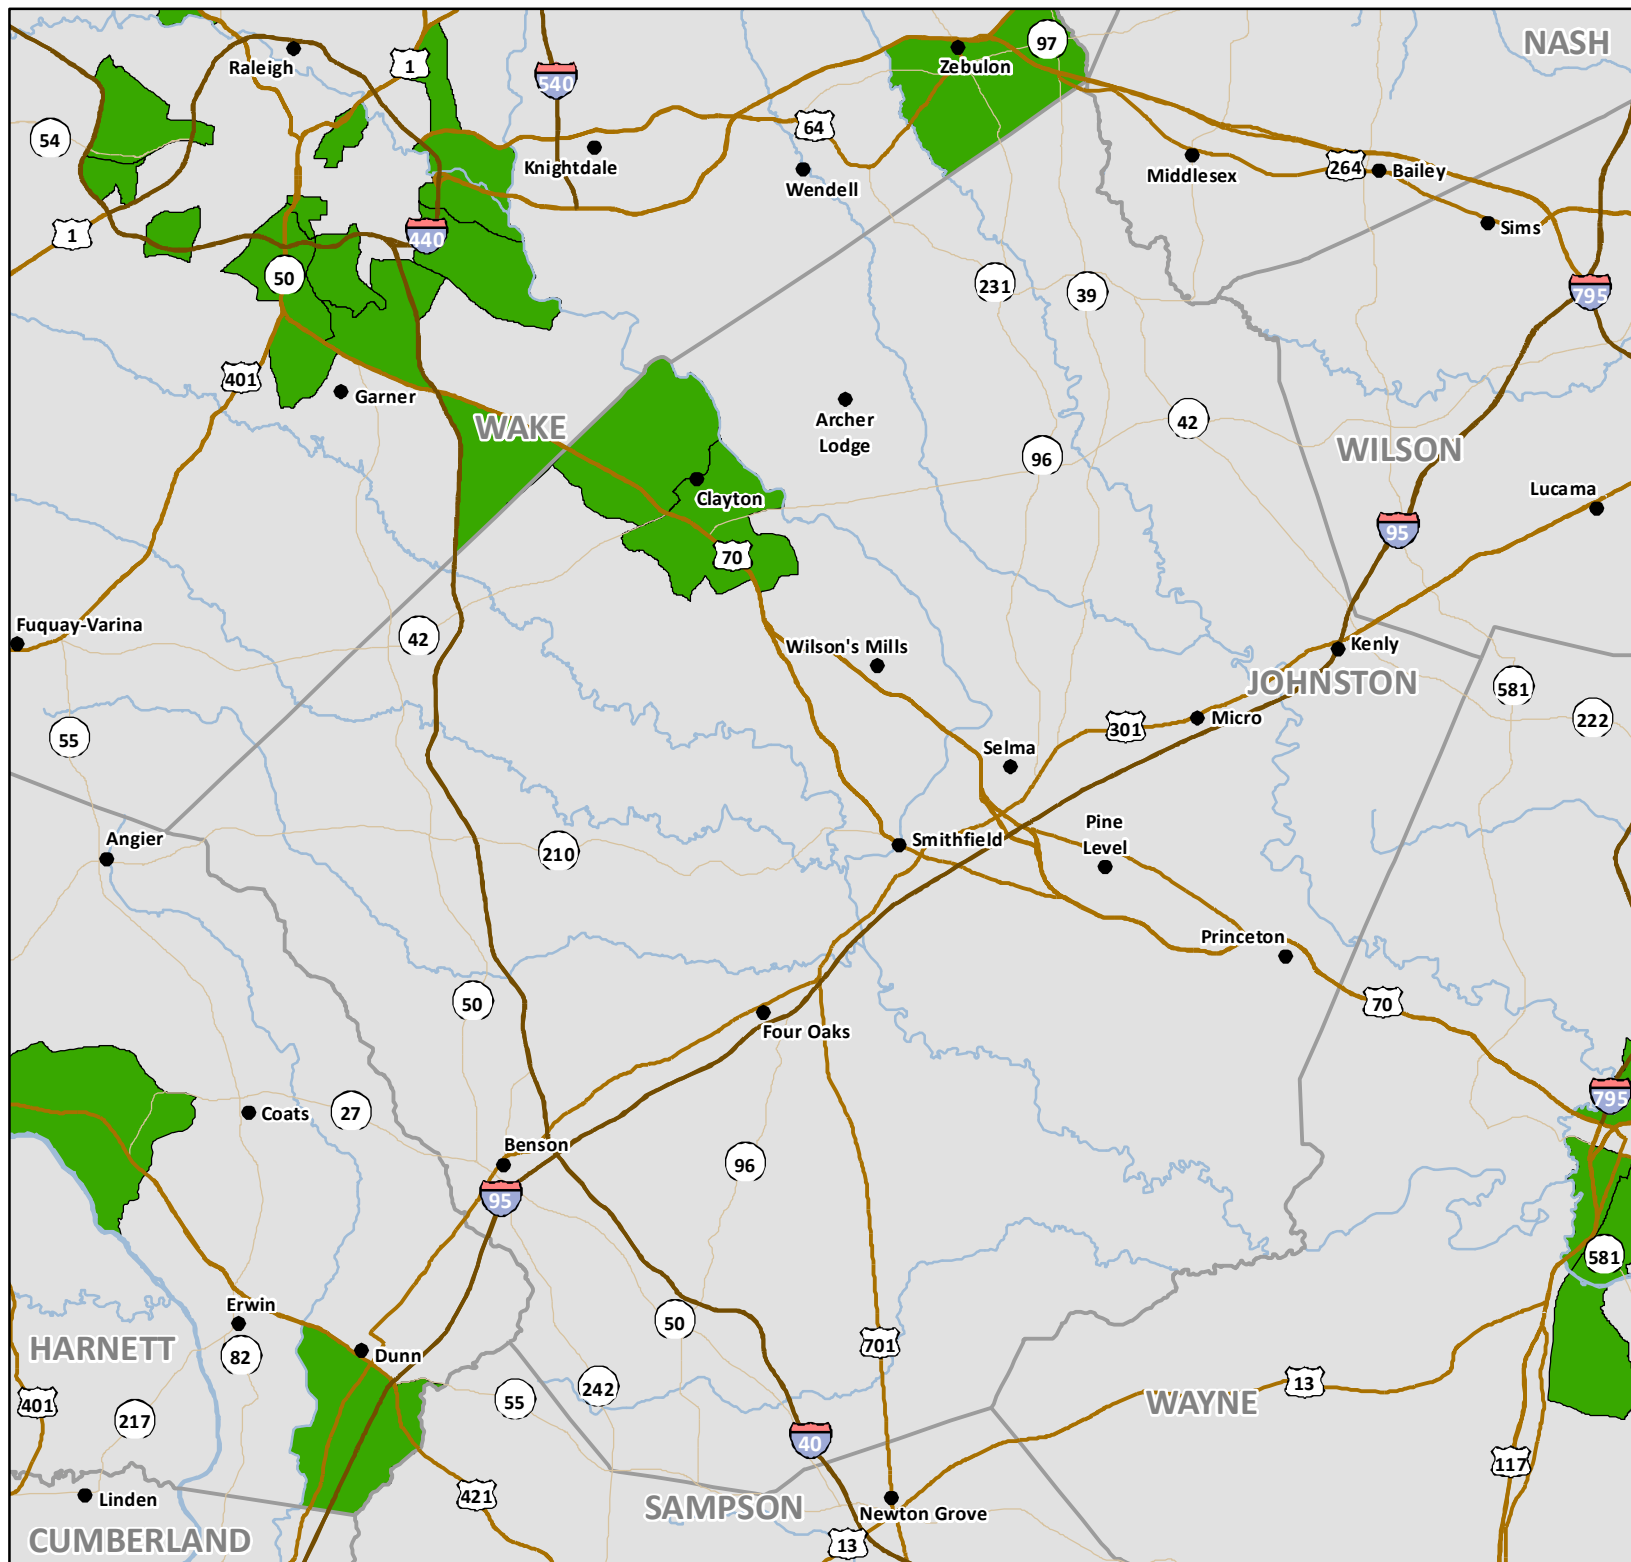 NASH
97
Raleigh
1
Zebulon
540
54
64
Knightdale
Middlesex
264
Bailey
Wendell
1
440
Sims
50
231
39
795
401
Garner
WAKE
Archer
Lodge
42
96
WILSON
Clayton
Lucama
95
70
Fuquay-Varina
42
Wilson's Mills
Kenly
JOHNSTON
581
222
55
301
Micro
Selma
Angier
210
Smithfield
Pine
Level
Princeton
50
70
Four Oaks
795
Coats
27
Benson
96
95
581
Erwin
50
HARNETT
82
Dunn
701
401
217
55
242
13
WAYNE
40
117
Linden
421
SAMPSON
Newton Grove
CUMBERLAND
13